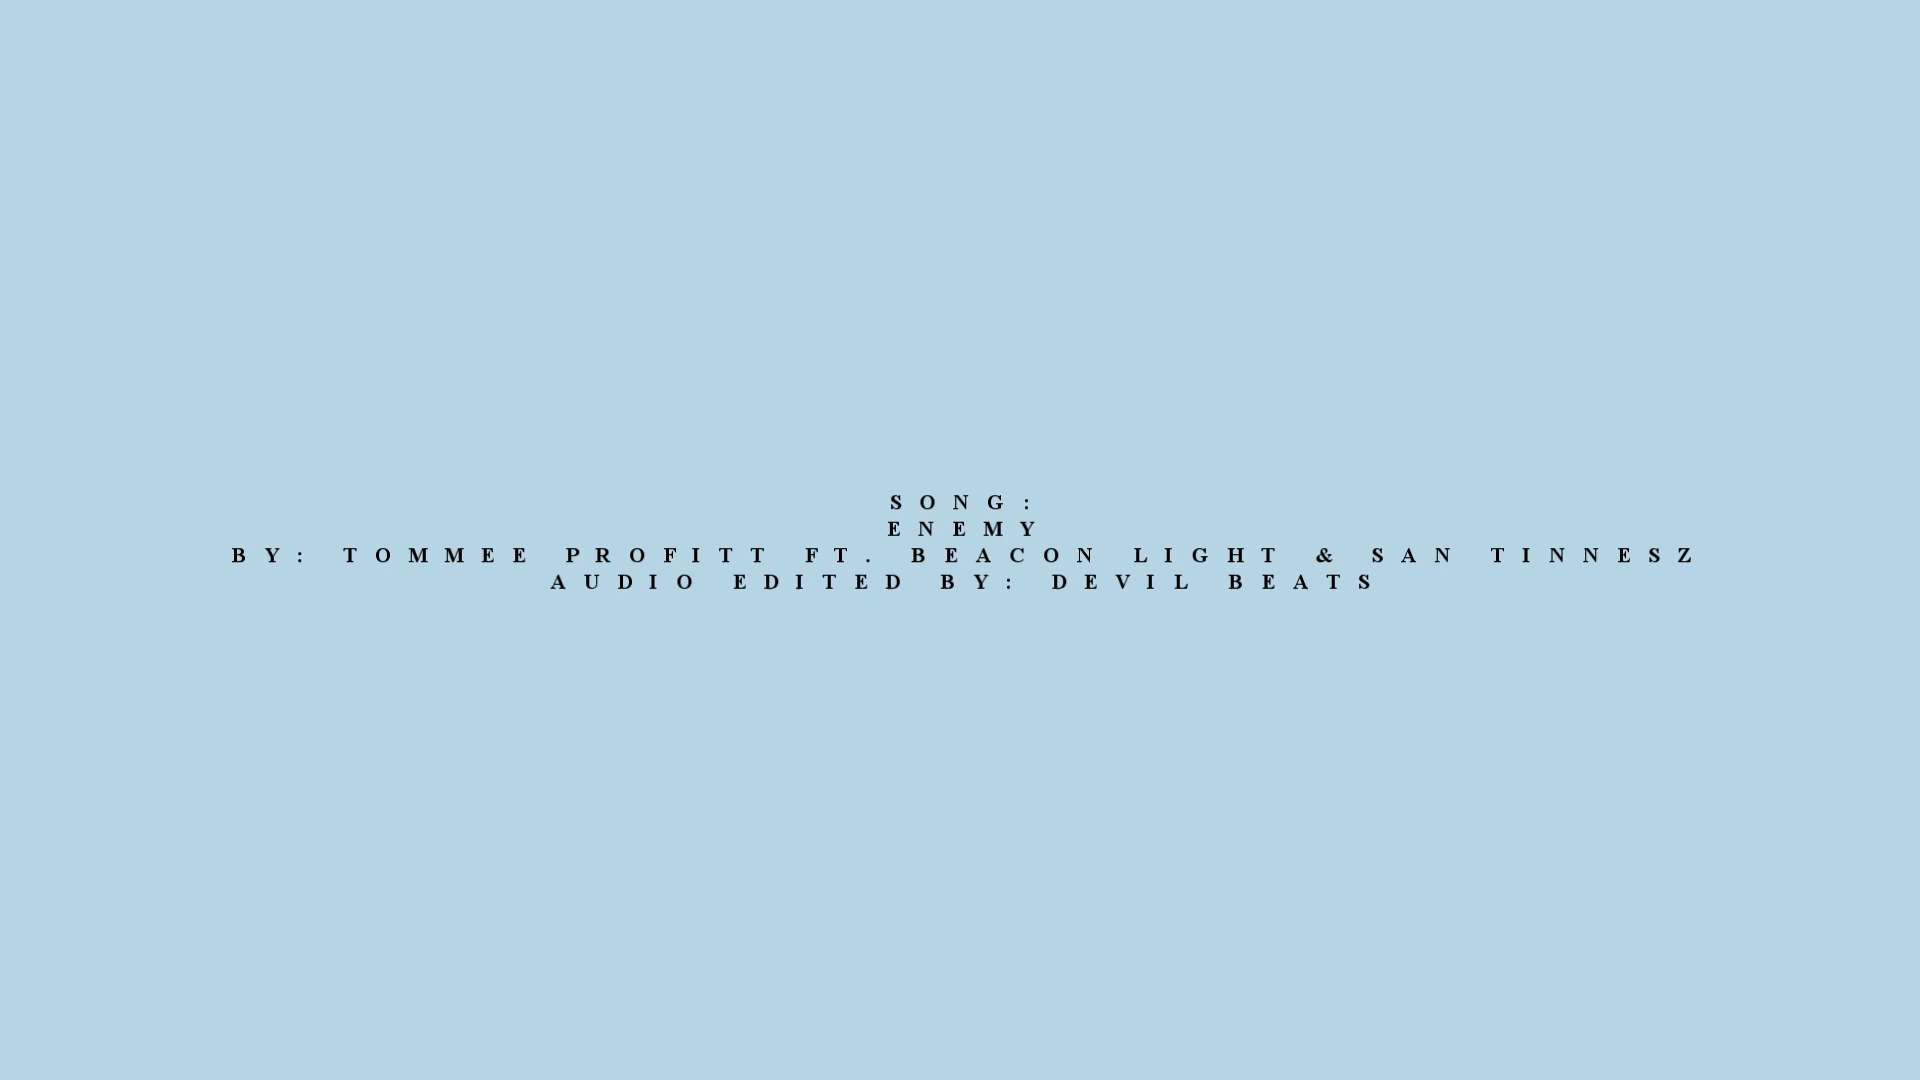 SONG:
ENEMY
BY: TOMMEE PROFITT FT. BEACON LIGHT & SAN TINNESZ
AUDIO EDITED BY: DEVIL BEATS